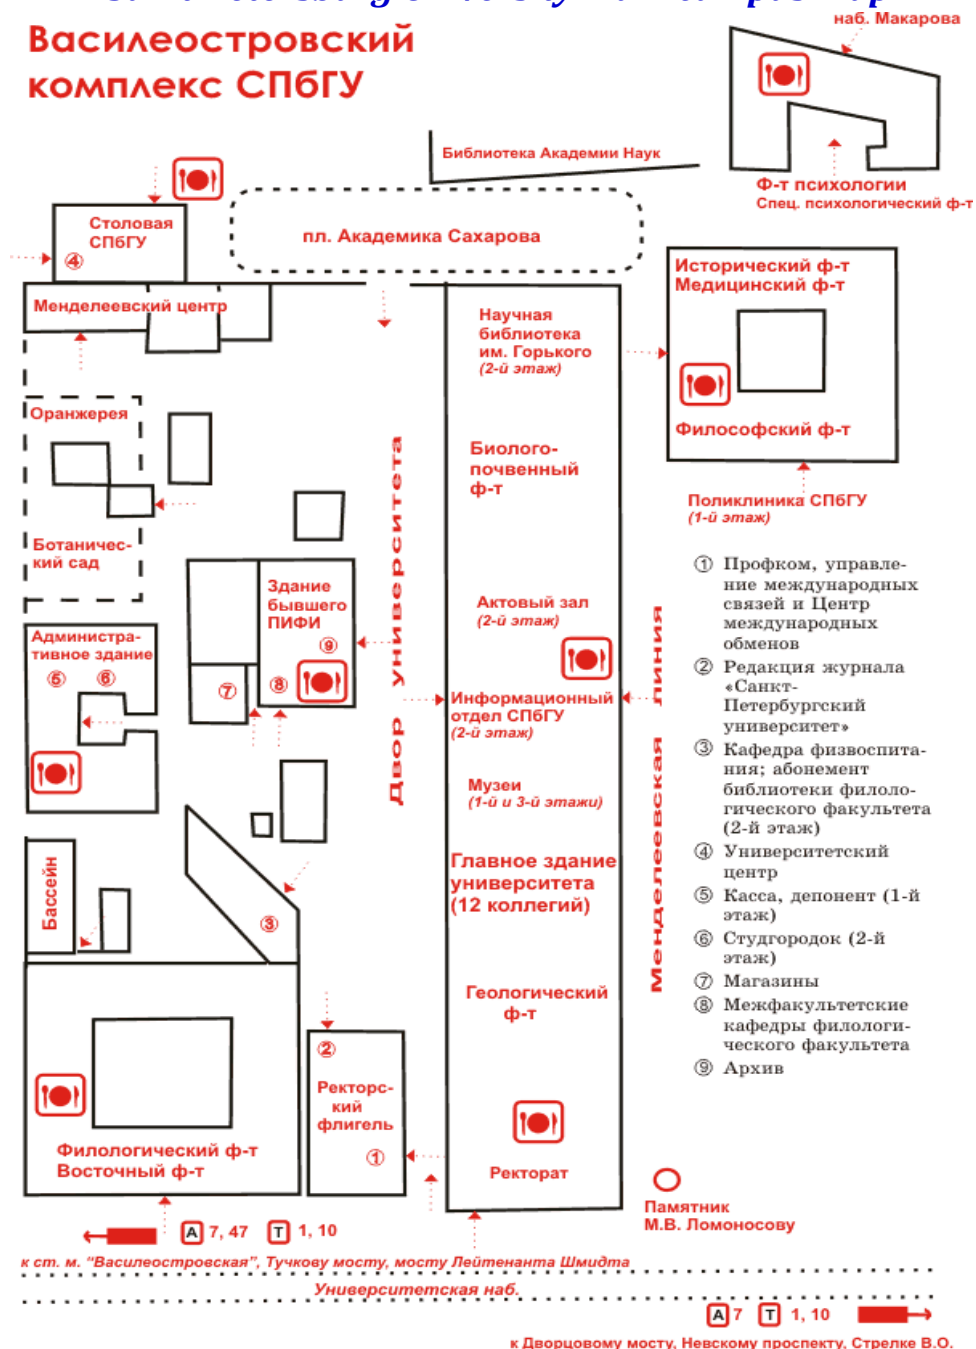 Василеостровский
комплекс СПбГУ
наб. Макарова
Ф-т психологии
Спец. психологический ф-т
Библиотека Академии Наук
пл. Академика Сахарова
Столовая
СПбГУ
4
Менделеевский центр
Исторический ф-т
Медицинский ф-т
Философский ф-т
Поликлиника СПбГУ
(1-й этаж)
Научная
библиотека
им. Горького
(2-й этаж)
Биолого-
почвенный
ф-т
Актовый зал
(2-й этаж)
Информационный
отдел СПбГУ
(2-й этаж)
Музеи
(1-й и 3-й этажи)
Главное здание
университета
(12 коллегий)
Геологический
ф-т
Ректорат
Двор университета
Менделеевская линия
Оранжерея
Ботаничес-
кий сад
Здание
бывшего
ПИФИ
9
8
7
Административ-
тивное здание
5 6
Бассейн
3
2
Ректорс-
кий
флигель
1
Филологический ф-т
Восточный ф-т
Памятник
М.В. Ломоносову
1 Профком, управле-
ние международных
связей и Центр
международных
обменов
2 Редакция журнала
«Санкт-
Петербургский
университет»
3 Кафедра физвоспита-
ния; абонемент
библиотеки филоло-
гического факультета
(2-й этаж)
4 Университетский
центр
5 Касса, депонент (1-й
этаж)
6 Студгородок (2-й
этаж)
7 Магазины
8 Межфакультетские
кафедры филологи-
ческого факультета
9 Архив
А 7, 47 Т 1, 10
к ст. м. "Василеостровская", Тучкову мосту, мосту Лейтенанта Шмидта
Университетская наб.
А 7 Т 1, 10
к Дворцовому мосту, Невскому проспекту, Стрелке В.О.